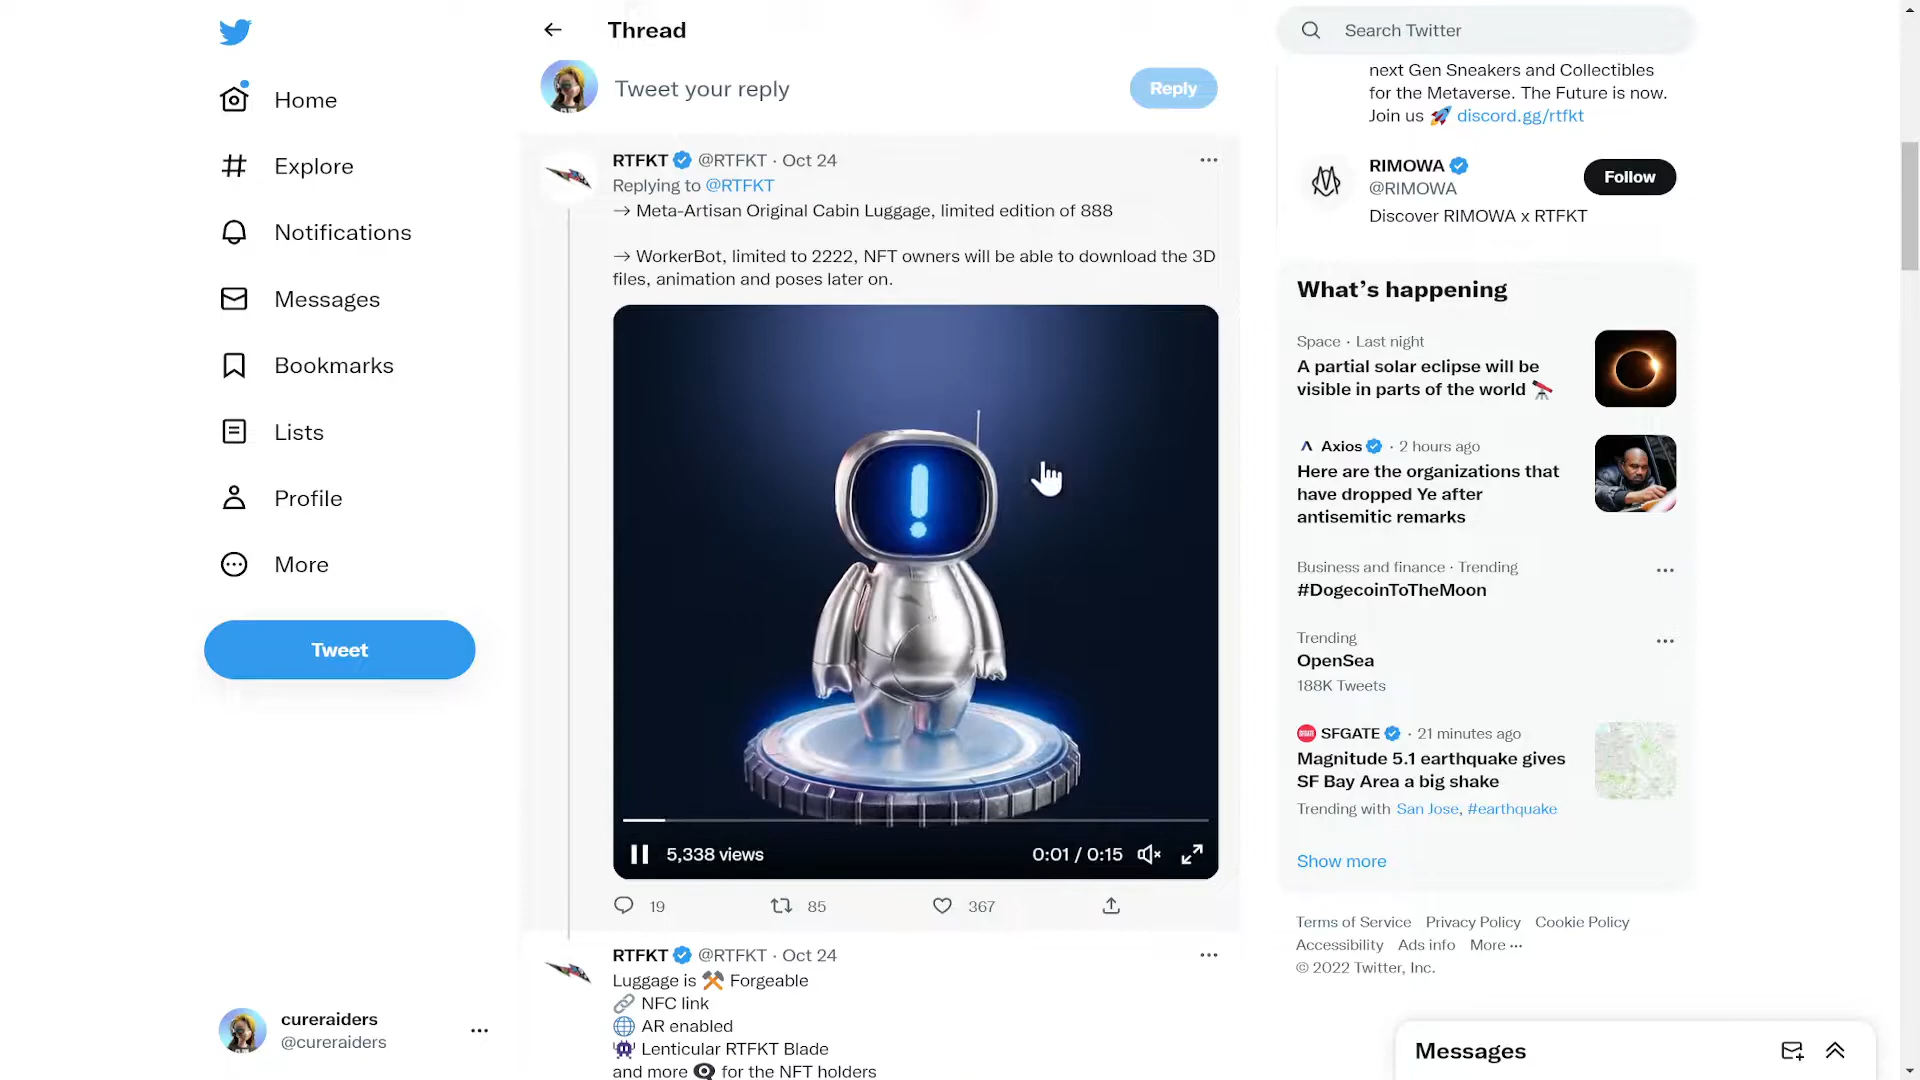 Home
Explore
Notifications
Messages
Bookmarks
Lists
Profile
More
Tweet
cureraiders
@cureraiders
Thread
Tweet your reply
Reply
RTFKT @RTFKT · Oct 24
Replying to @RTFKT
→ Meta-Artisan Original Cabin Luggage, limited edition of 888
→ WorkerBot, limited to 2222, NFT owners will be able to download the 3D
files, animation and poses later on.
5,338 views
0:01 / 0:15
19
85
367
RTFKT @RTFKT · Oct 24
Luggage is ⚒ Forgeable
🔗 NFC link
🌐 AR enabled
👾 Lenticular RTFKT Blade
and more 👁‍🗨 for the NFT holders
Search Twitter
next Gen Sneakers and Collectibles
for the Metaverse. The Future is now.
Join us 🚀 discord.gg/rtfkt
RIMOWA
@RIMOWA
Follow
Discover RIMOWA x RTFKT
What's happening
Space · Last night
A partial solar eclipse will be
visible in parts of the world 🔭
Axios · 2 hours ago
Here are the organizations that
have dropped Ye after
antisemitic remarks
Business and finance · Trending
#DogecoinToTheMoon
Trending
OpenSea
188K Tweets
SFGATE · 21 minutes ago
Magnitude 5.1 earthquake gives
SF Bay Area a big shake
Trending with San Jose, #earthquake
Show more
Terms of Service Privacy Policy Cookie Policy
Accessibility Ads info More ···
© 2022 Twitter, Inc.
Messages